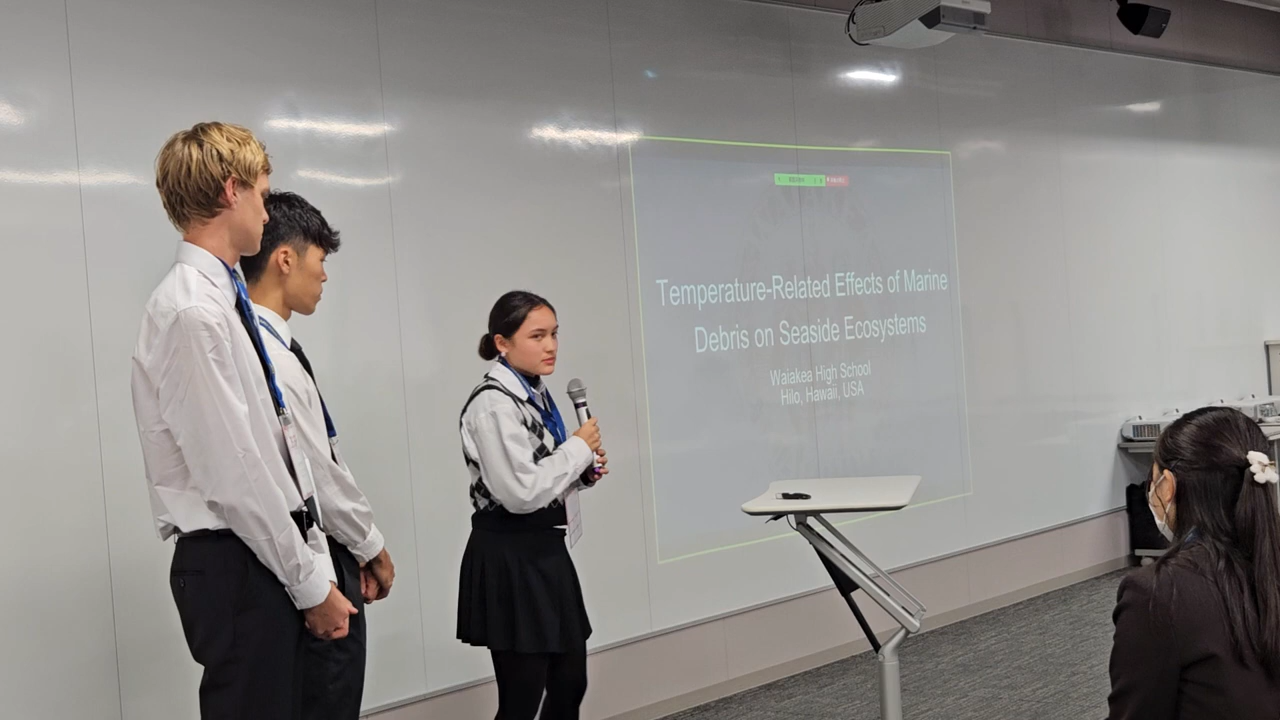 Temperature-Related Effects of Marine
Debris on Seaside Ecosystems
Waiakea High School
Hilo, Hawaii, USA